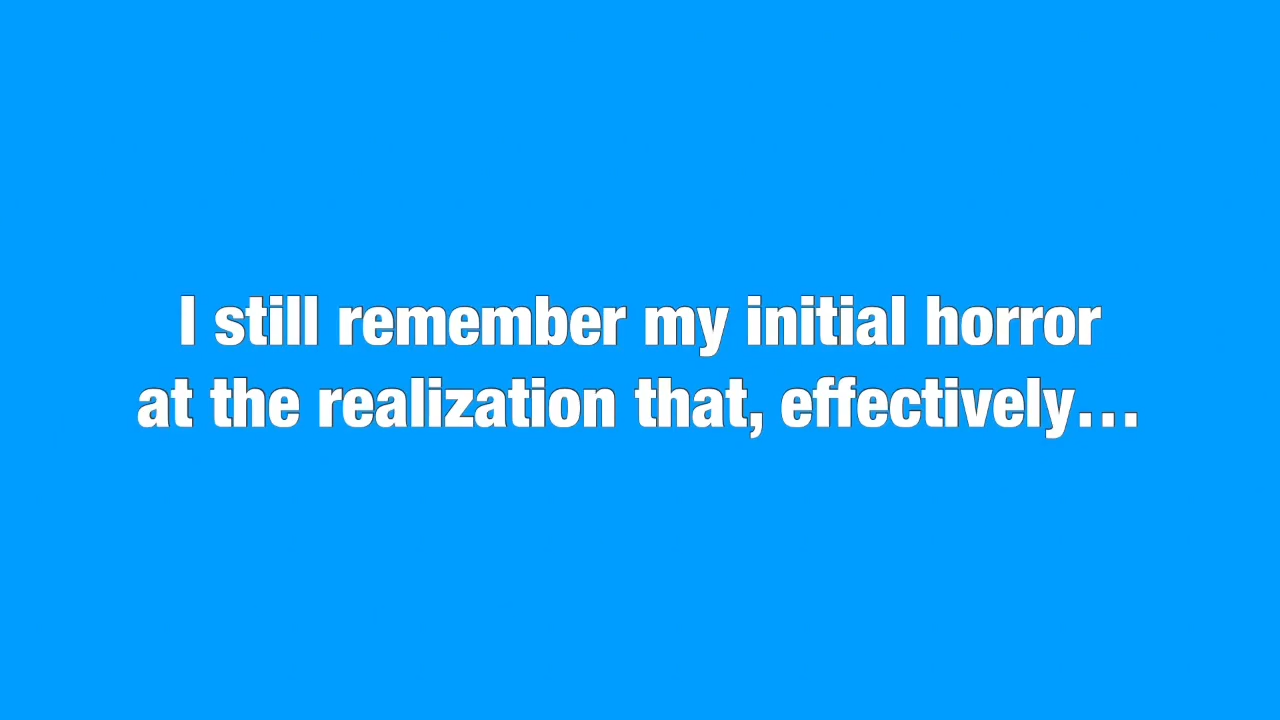 I still remember my initial horror
at the realization that, effectively…